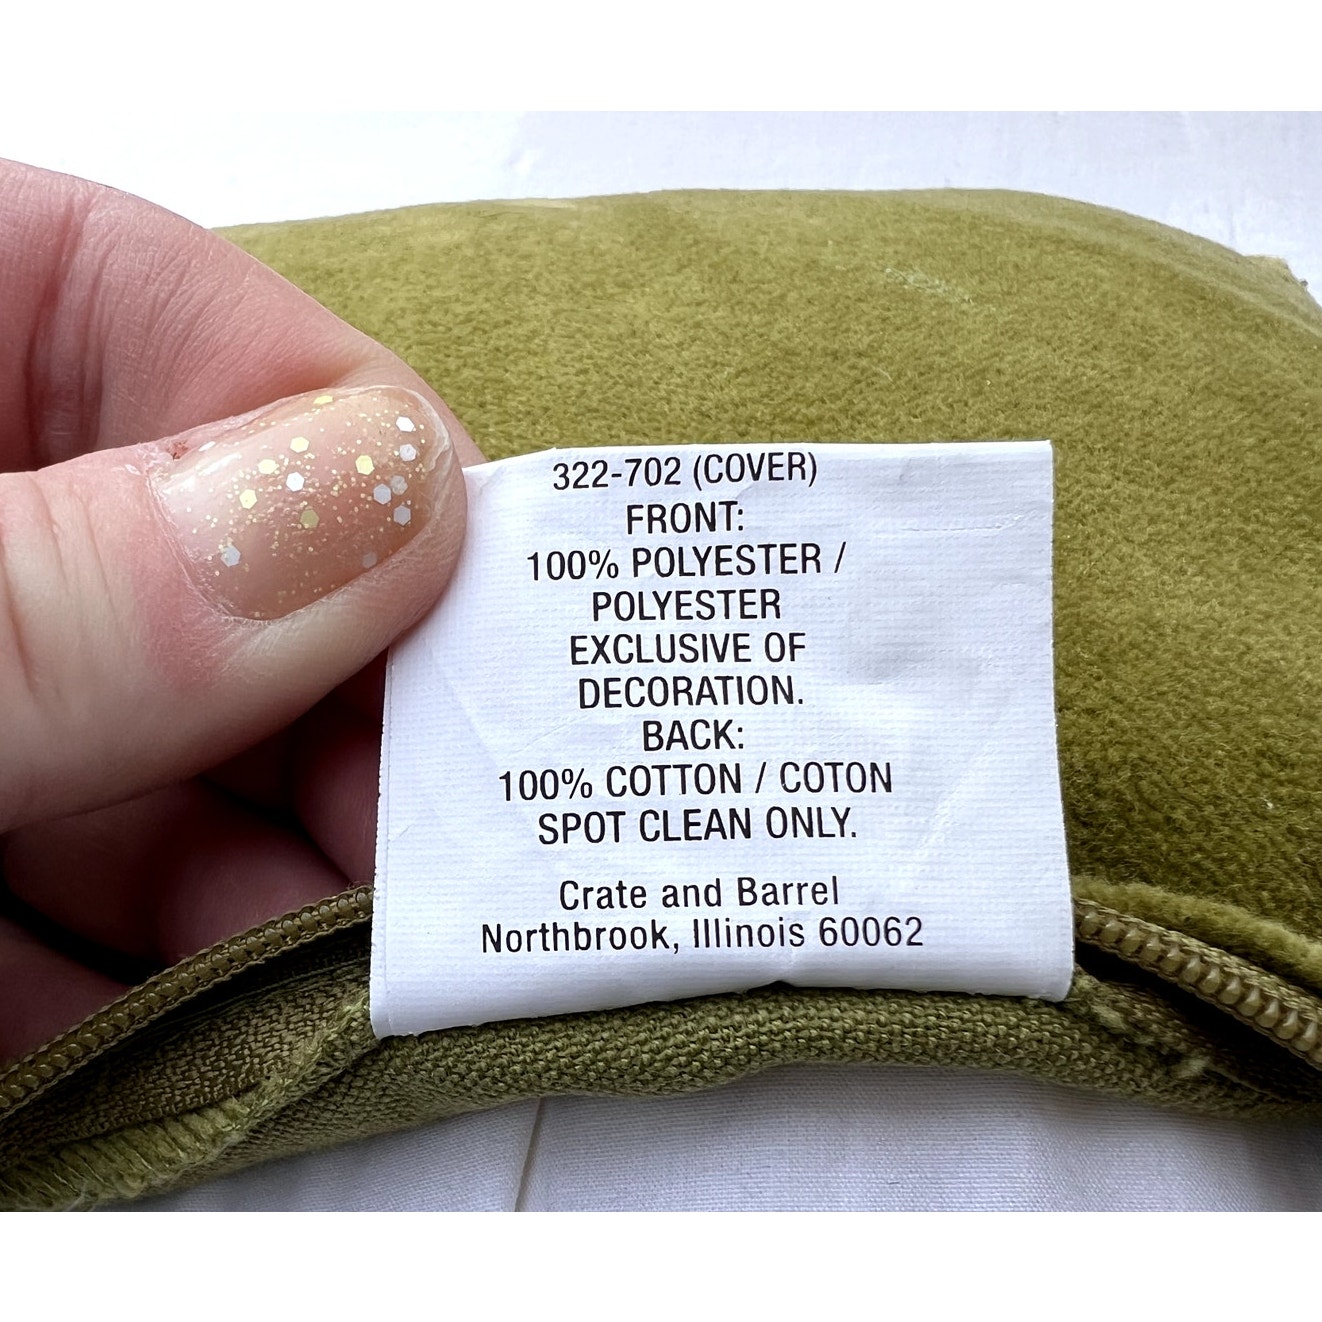 322-702 (COVER)
FRONT:
100% POLYESTER /
POLYESTER
EXCLUSIVE OF
DECORATION.
BACK:
100% COTTON / COTON
SPOT CLEAN ONLY.
Crate and Barrel
Northbrook, Illinois 60062